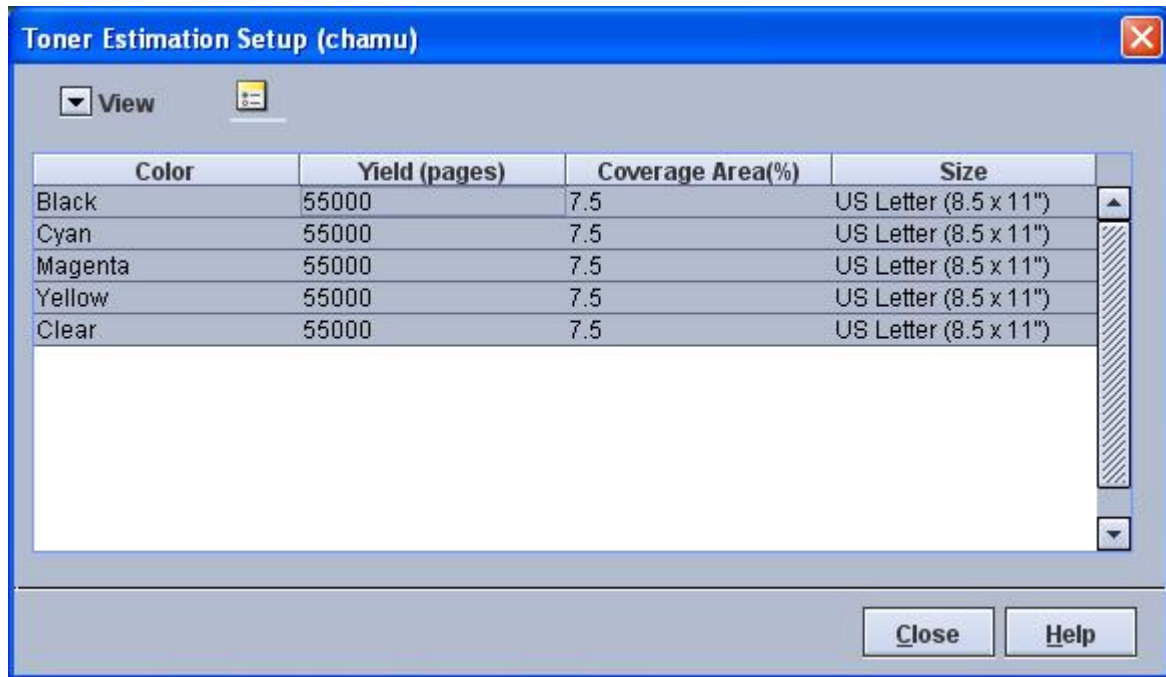 Toner Estimation Setup (chamu)
View
Color Yield (pages) Coverage Area(%) Size
Black 55000 7.5 US Letter (8.5 x 11")
Cyan 55000 7.5 US Letter (8.5 x 11")
Magenta 55000 7.5 US Letter (8.5 x 11")
Yellow 55000 7.5 US Letter (8.5 x 11")
Clear 55000 7.5 US Letter (8.5 x 11")
Close Help